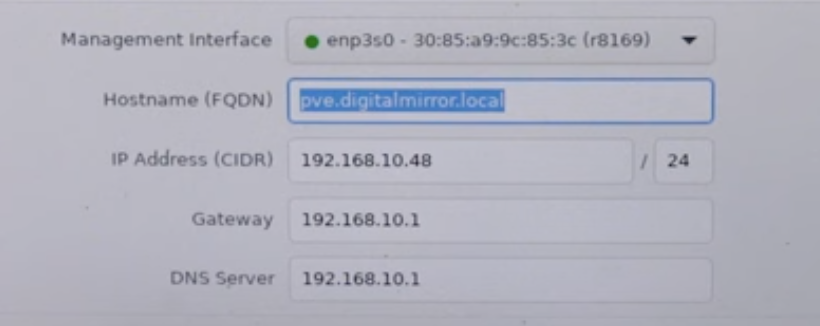 Management Interface enp3s0 - 30:85:a9:9c:85:3c (r8169)
Hostname (FQDN) pve.digitalmirror.local
IP Address (CIDR) 192.168.10.48 / 24
Gateway 192.168.10.1
DNS Server 192.168.10.1